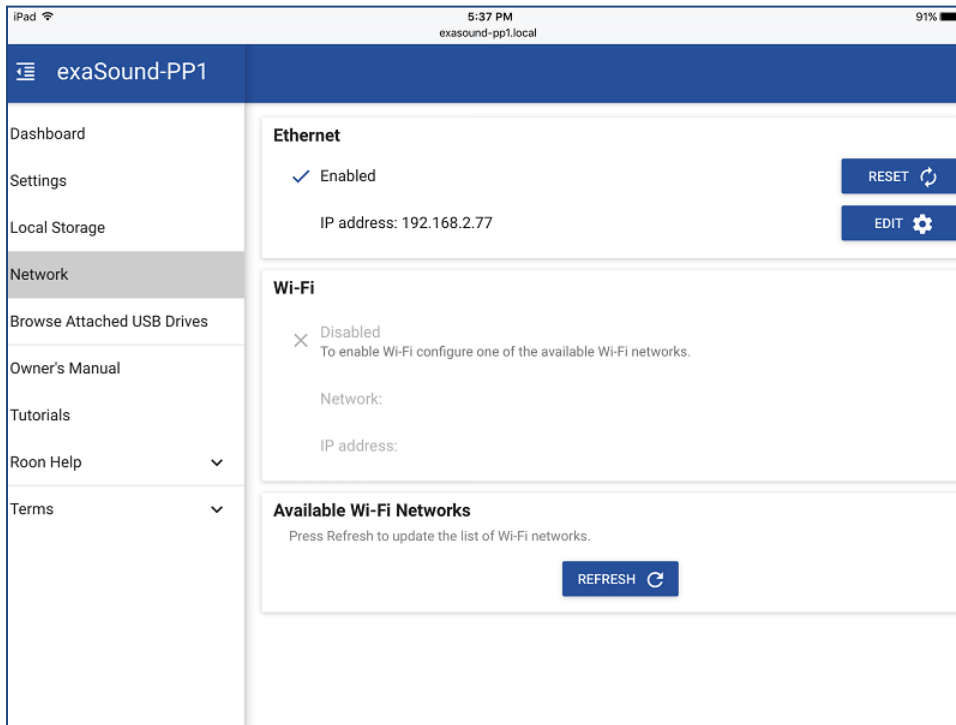 iPad 5:37 PM 91%
exasound-pp1.local
exaSound-PP1
Dashboard
Settings
Local Storage
Network
Browse Attached USB Drives
Owner's Manual
Tutorials
Roon Help
Terms
Ethernet
Enabled
RESET
IP address: 192.168.2.77
EDIT
Wi-Fi
Disabled
To enable Wi-Fi configure one of the available Wi-Fi networks.
Network:
IP address:
Available Wi-Fi Networks
Press Refresh to update the list of Wi-Fi networks.
REFRESH